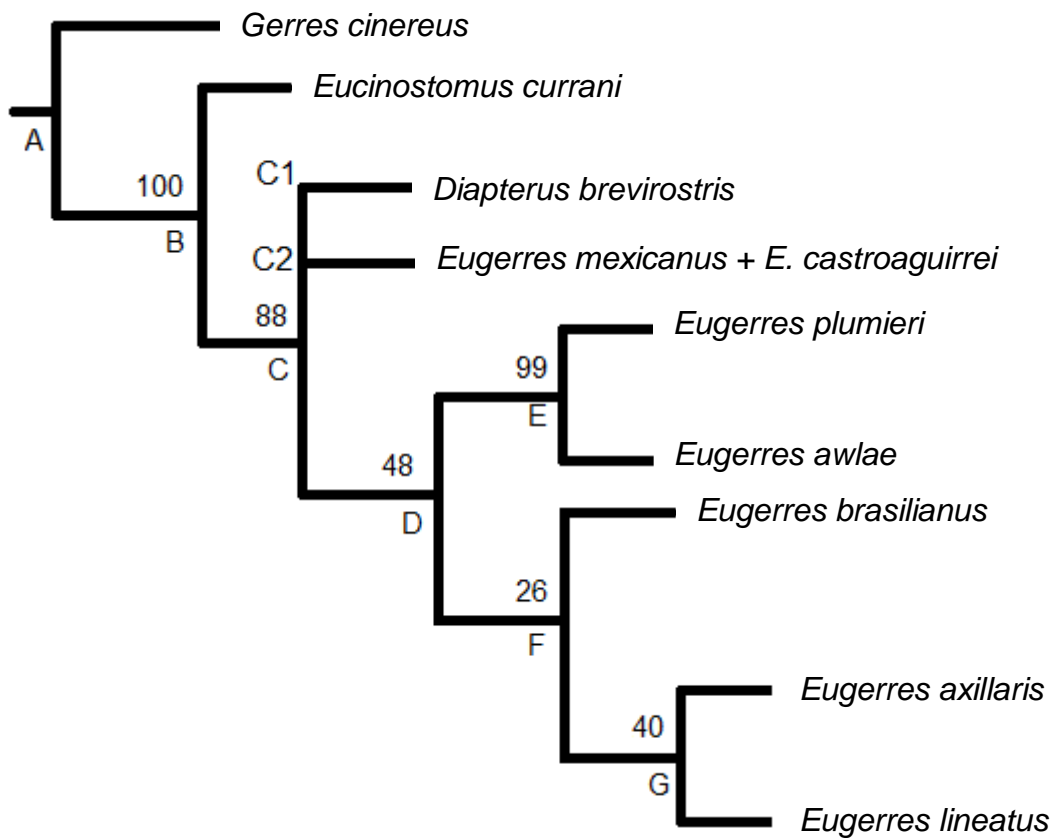 Gerres cinereus
Eucinostomus currani
A
100
B
C1
Diapterus brevirostris
C2
Eugerres mexicanus + E. castroaguirrei
88
C
Eugerres plumieri
99
E
Eugerres awlae
48
D
Eugerres brasilianus
26
F
Eugerres axillaris
40
G
Eugerres lineatus